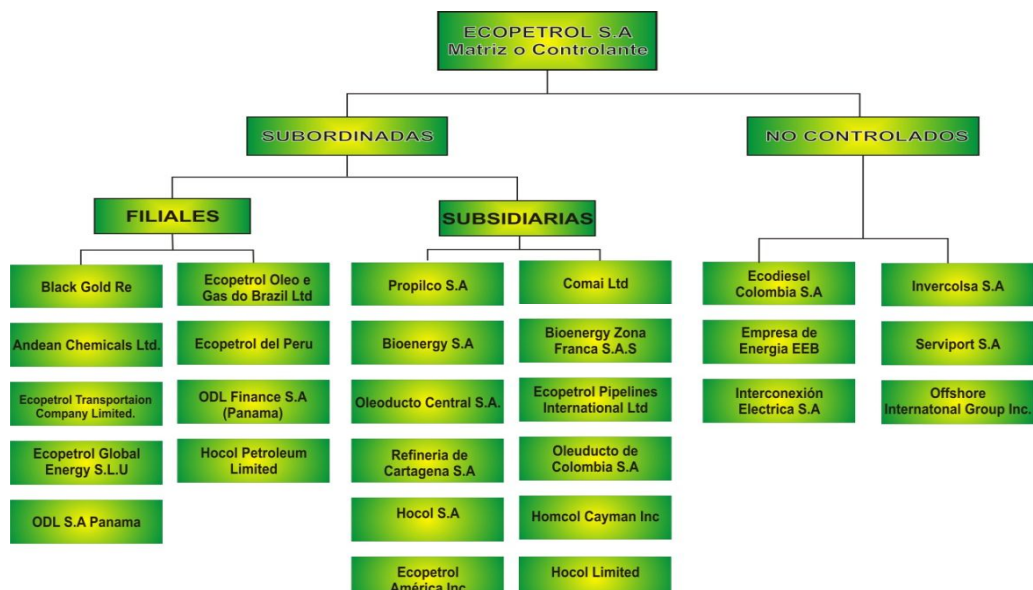 ECOPETROL S.A
Matriz o Controlante
SUBORDINADAS
NO CONTROLADOS
FILIALES
SUBSIDIARIAS
Black Gold Re
Andean Chemicals Ltd.
Ecopetrol Transportaion
Company Limited.
Ecopetrol Global
Energy S.L.U
ODL S.A Panama
Ecopetrol Oleo e
Gas do Brazil Ltd
Ecopetrol del Peru
ODL Finance S.A
(Panama)
Hocol Petroleum
Limited
Propilco S.A
Bioenergy S.A
Oleoducto Central S.A.
Refineria de
Cartagena S.A
Hocol S.A
Ecopetrol
América Inc
Comai Ltd
Bioenergy Zona
Franca S.A.S
Ecopetrol Pipelines
International Ltd
Oleuducto de
Colombia S.A
Homcol Cayman Inc
Hocol Limited
Ecodiesel
Colombia S.A
Empresa de
Energia EEB
Interconexión
Electrica S.A
Invercolsa S.A
Serviport S.A
Offshore
Internatonal Group Inc.